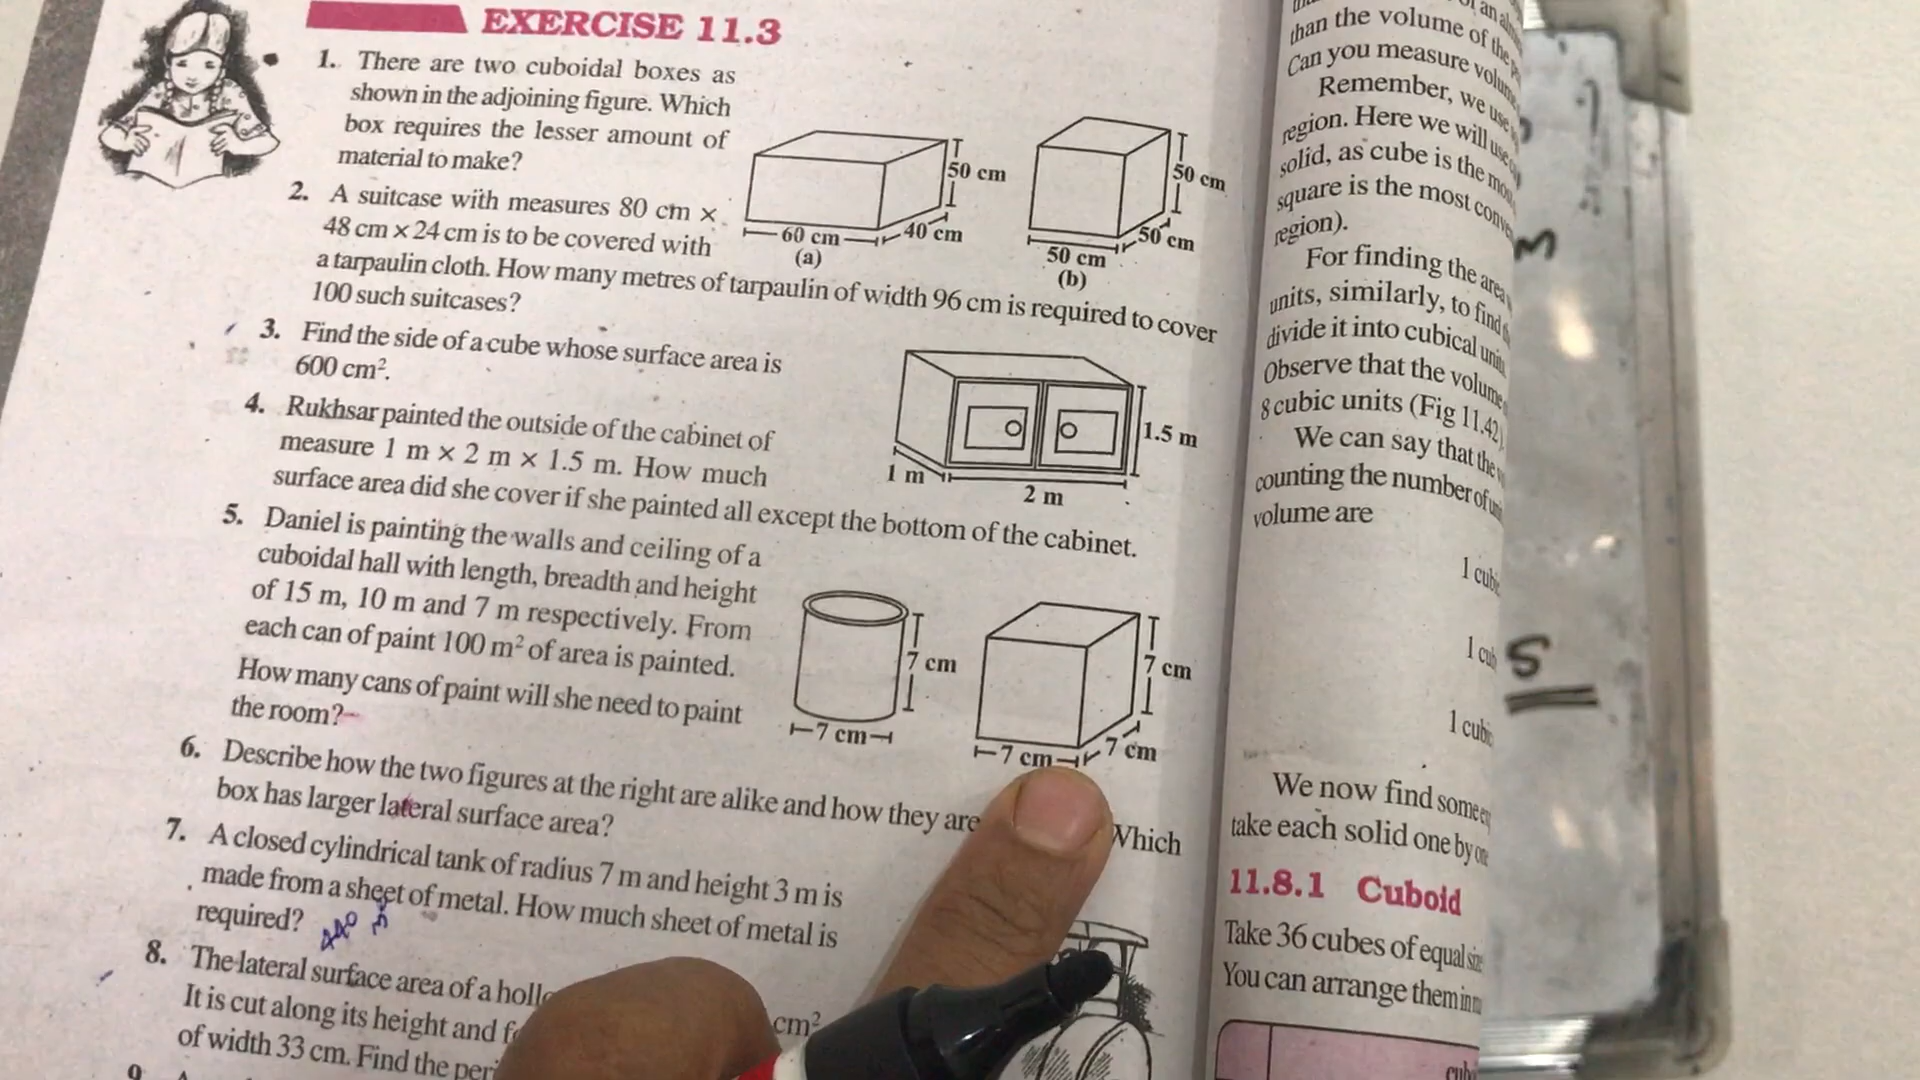 EXERCISE 11.3
1. There are two cuboidal boxes as
shown in the adjoining figure. Which
box requires the lesser amount of
material to make?
50 cm
60 cm
40 cm
(a)
50 cm
50 cm
50 cm
(b)
2. A suitcase with measures 80 cm ×
48 cm × 24 cm is to be covered with
a tarpaulin cloth. How many metres of tarpaulin of width 96 cm is required to cover
100 such suitcases?
3. Find the side of a cube whose surface area is
600 cm².
4. Rukhsar painted the outside of the cabinet of
measure 1 m × 2 m × 1.5 m. How much
surface area did she cover if she painted all except the bottom of the cabinet.
1.5 m
1 m
2 m
5. Daniel is painting the walls and ceiling of a
cuboidal hall with length, breadth and height
of 15 m, 10 m and 7 m respectively. From
each can of paint 100 m² of area is painted.
How many cans of paint will she need to paint
the room?
7 cm
7 cm
7 cm
7 cm
7 cm
6. Describe how the two figures at the right are alike and how they are Which
box has larger lateral surface area?
7. A closed cylindrical tank of radius 7 m and height 3 m is
made from a sheet of metal. How much sheet of metal is
required? 440
8. The lateral surface area of a cm²
It is cut along its height and
of width 33 cm. Find the
9.
than the volume of the
Can you measure
Remember, we use
region. Here we will use
solid, as cube is the
square is the most
region).
For finding the area
units, similarly, to find
divide it into cubical
Observe that the volume
8 cubic units (Fig 11.42)
We can say that the
counting the number of
volume are
1
1
1
We now find some
take each solid one by one
11.8.1 Cuboid
Take 36 cubes of equal size
You can arrange them in
m
5